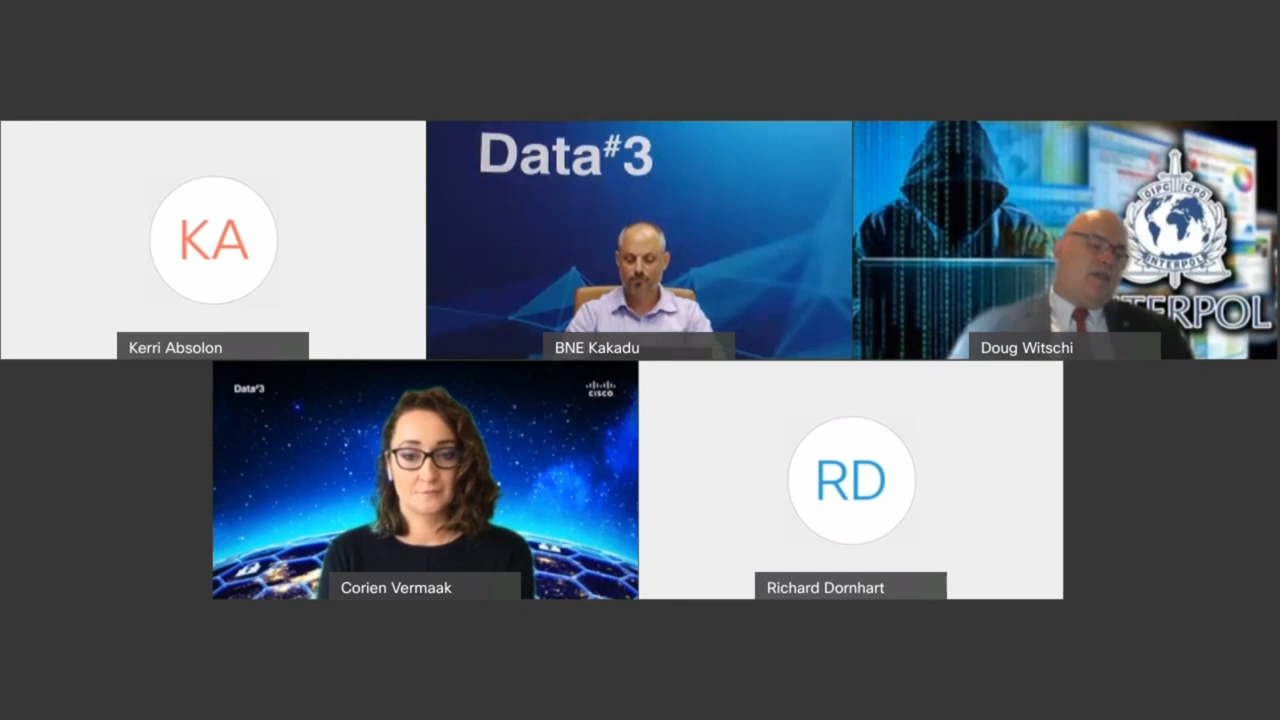 Data#3
OIPC ICPO
INTERPOL
TERPOL
KA
Kerri Absolon
BNE Kakadu
Doug Witschi
Data#3
CISCO
RD
Corien Vermaak
Richard Dornhart